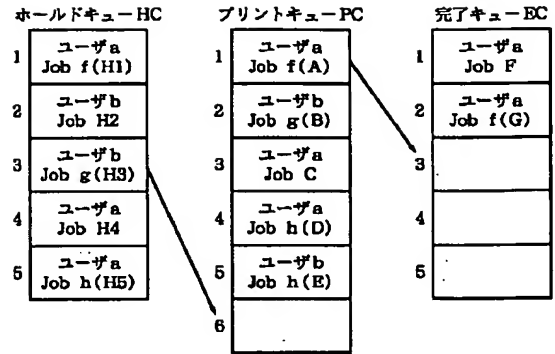 ホールドキューHC
1
ユーザa
Job f(H1)
2
ユーザb
Job H2
3
ユーザb
Job g(H3)
4
ユーザa
Job H4
5
ユーザa
Job h(H5)
プリントキューPC
1
ユーザa
Job f(A)
2
ユーザb
Job g(B)
3
ユーザa
Job C
4
ユーザa
Job h(D)
5
ユーザb
Job h(E)
6
完了キューEC
1
ユーザa
Job F
2
ユーザa
Job f(G)
3
4
5